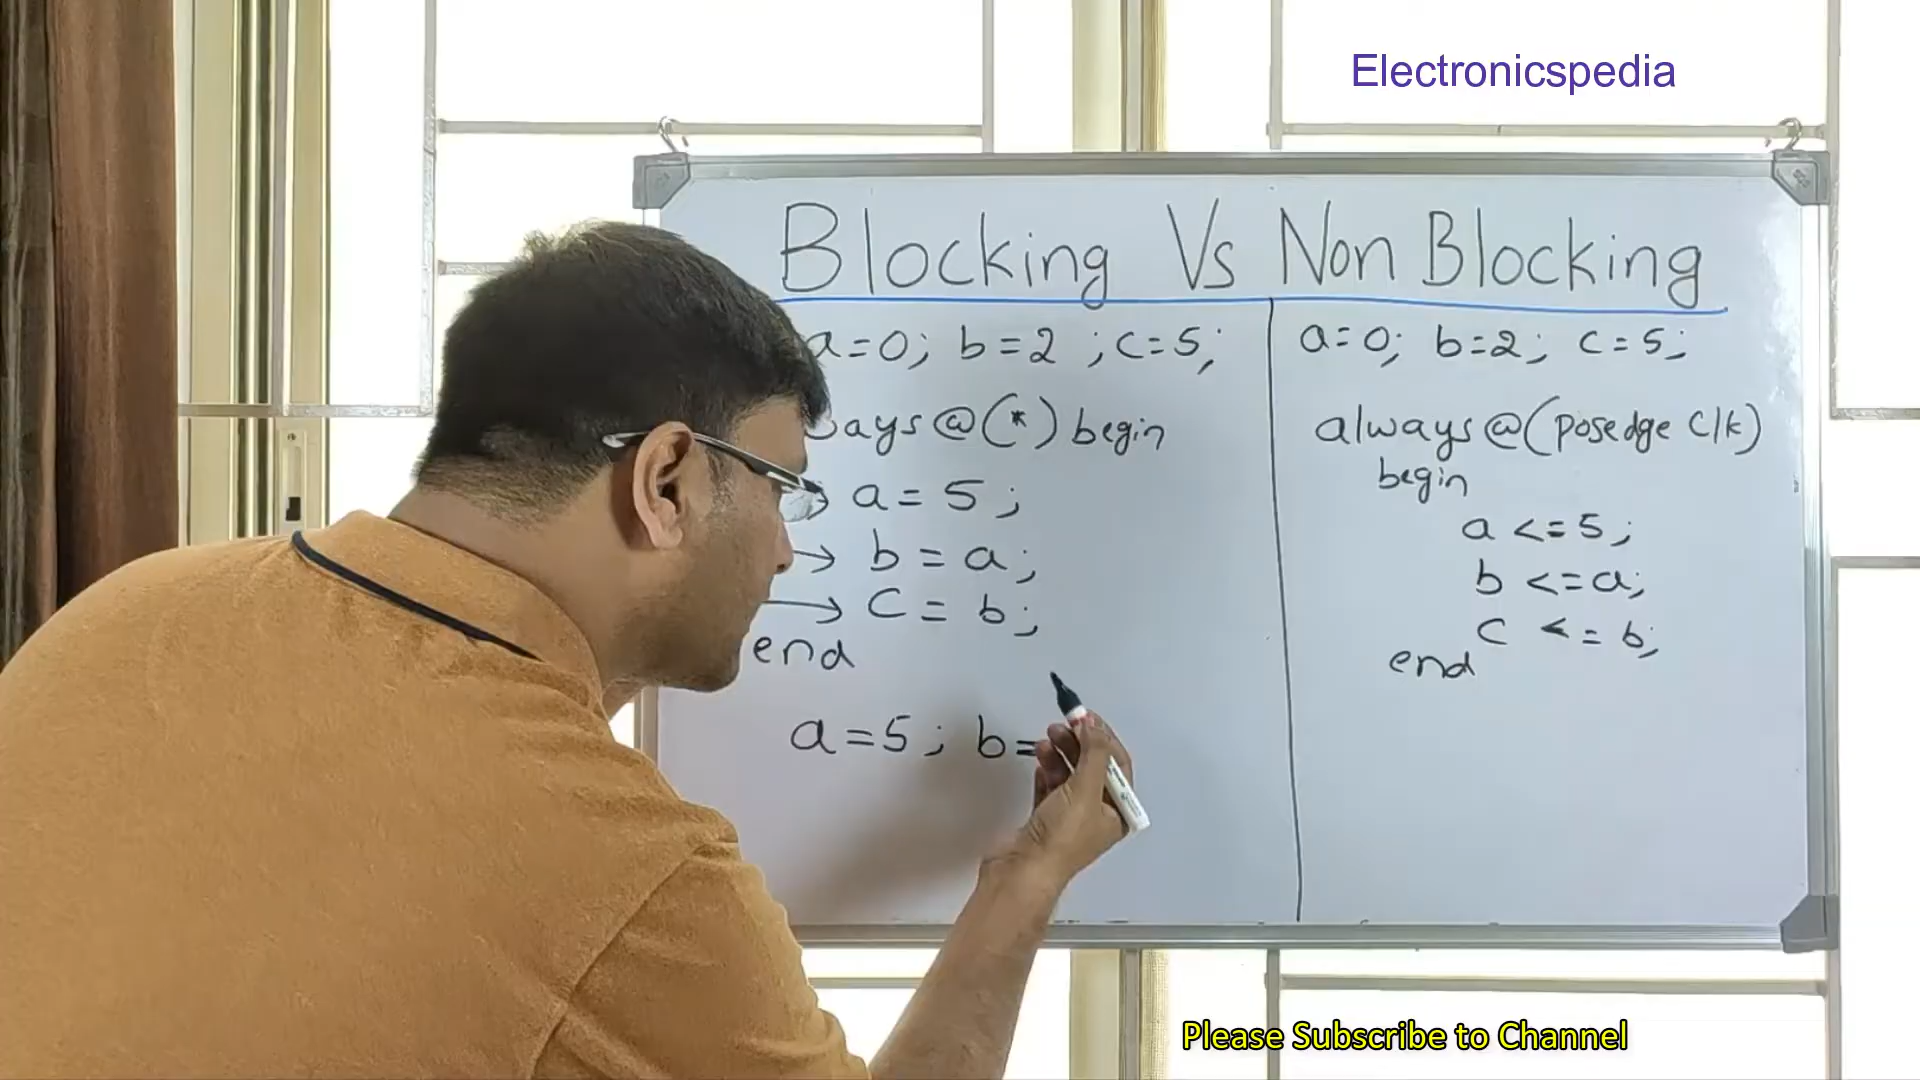 Electronicspedia
Blocking Vs Non Blocking
a=0; b=2 ; c=5;
ays@(*) begin
a=5;
b=a;
c=b;
end
a=5; b=
a=0; b=2; c=5;
always@(posedge clk)
begin
a<=5;
b<=a;
c<=b;
end
Please Subscribe to Channel